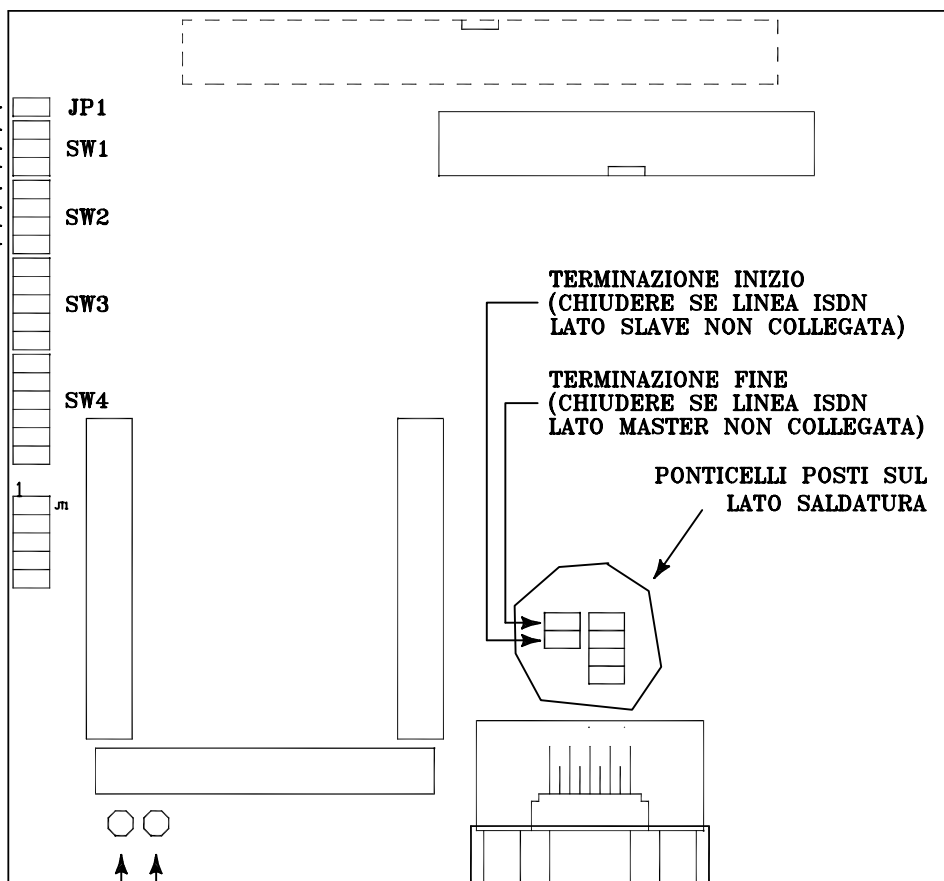 JP1
SW1
SW2
SW3
SW4
1
JT1
TERMINAZIONE INIZIO
(CHIUDERE SE LINEA ISDN
LATO SLAVE NON COLLEGATA)
TERMINAZIONE FINE
(CHIUDERE SE LINEA ISDN
LATO MASTER NON COLLEGATA)
PONTICELLI POSTI SUL
LATO SALDATURA